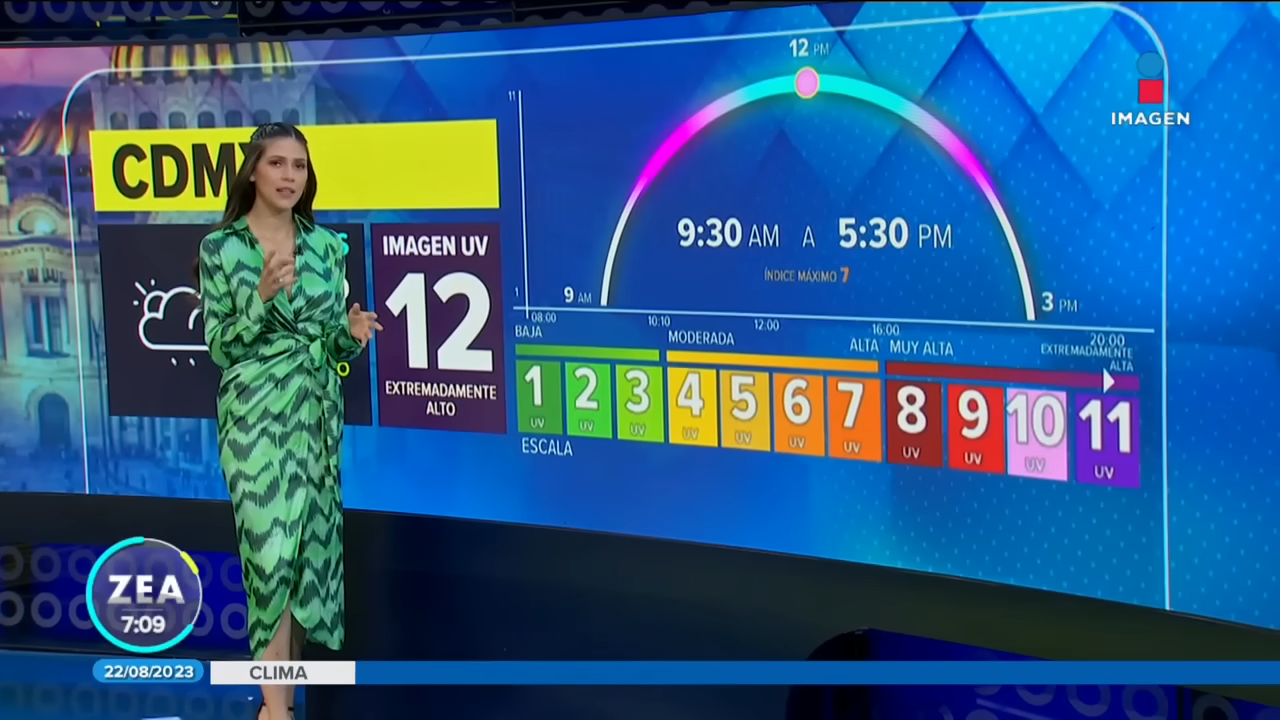 12 PM
IMAGEN
11
CDM
IMAGEN UV
12
EXTREMADAMENTE
ALTO
9:30 AM A 5:30 PM
ÍNDICE MÁXIMO 7
1
9 AM
3 PM
08:00
10:10
12:00
16:00
20:00
BAJA
MODERADA
ALTA
MUY ALTA
EXTREMADAMENTE
ALTA
1 2 3 4 5 6 7 8 9 10 11
UV UV UV UV UV UV UV UV UV UV UV
ESCALA
ZEA
7:09
22/08/2023
CLIMA